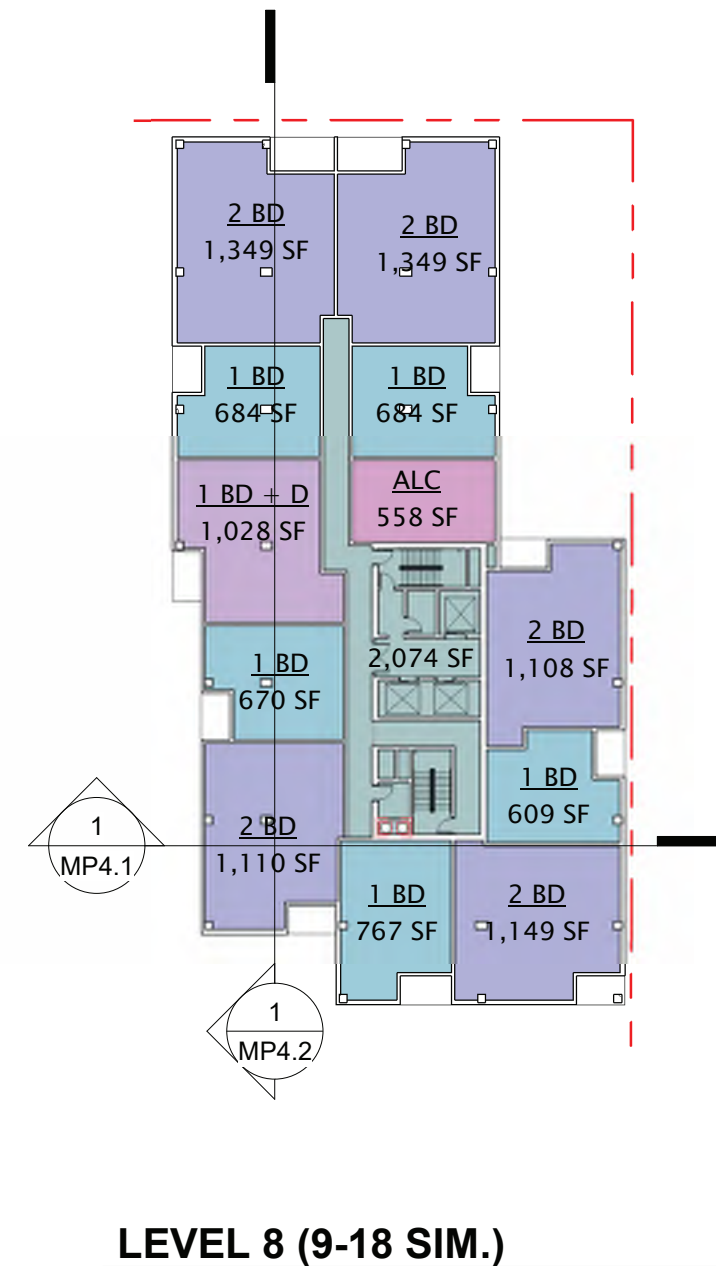 2 BD
1,349 SF
2 BD
1,349 SF
1 BD
684 SF
1 BD
684 SF
1 BD + D
1,028 SF
ALC
558 SF
2 BD
1,108 SF
2,074 SF
1 BD
670 SF
1 BD
609 SF
2 BD
1,110 SF
1
MP4.1
1 BD
767 SF
2 BD
1,149 SF
1
MP4.2
LEVEL 8 (9-18 SIM.)